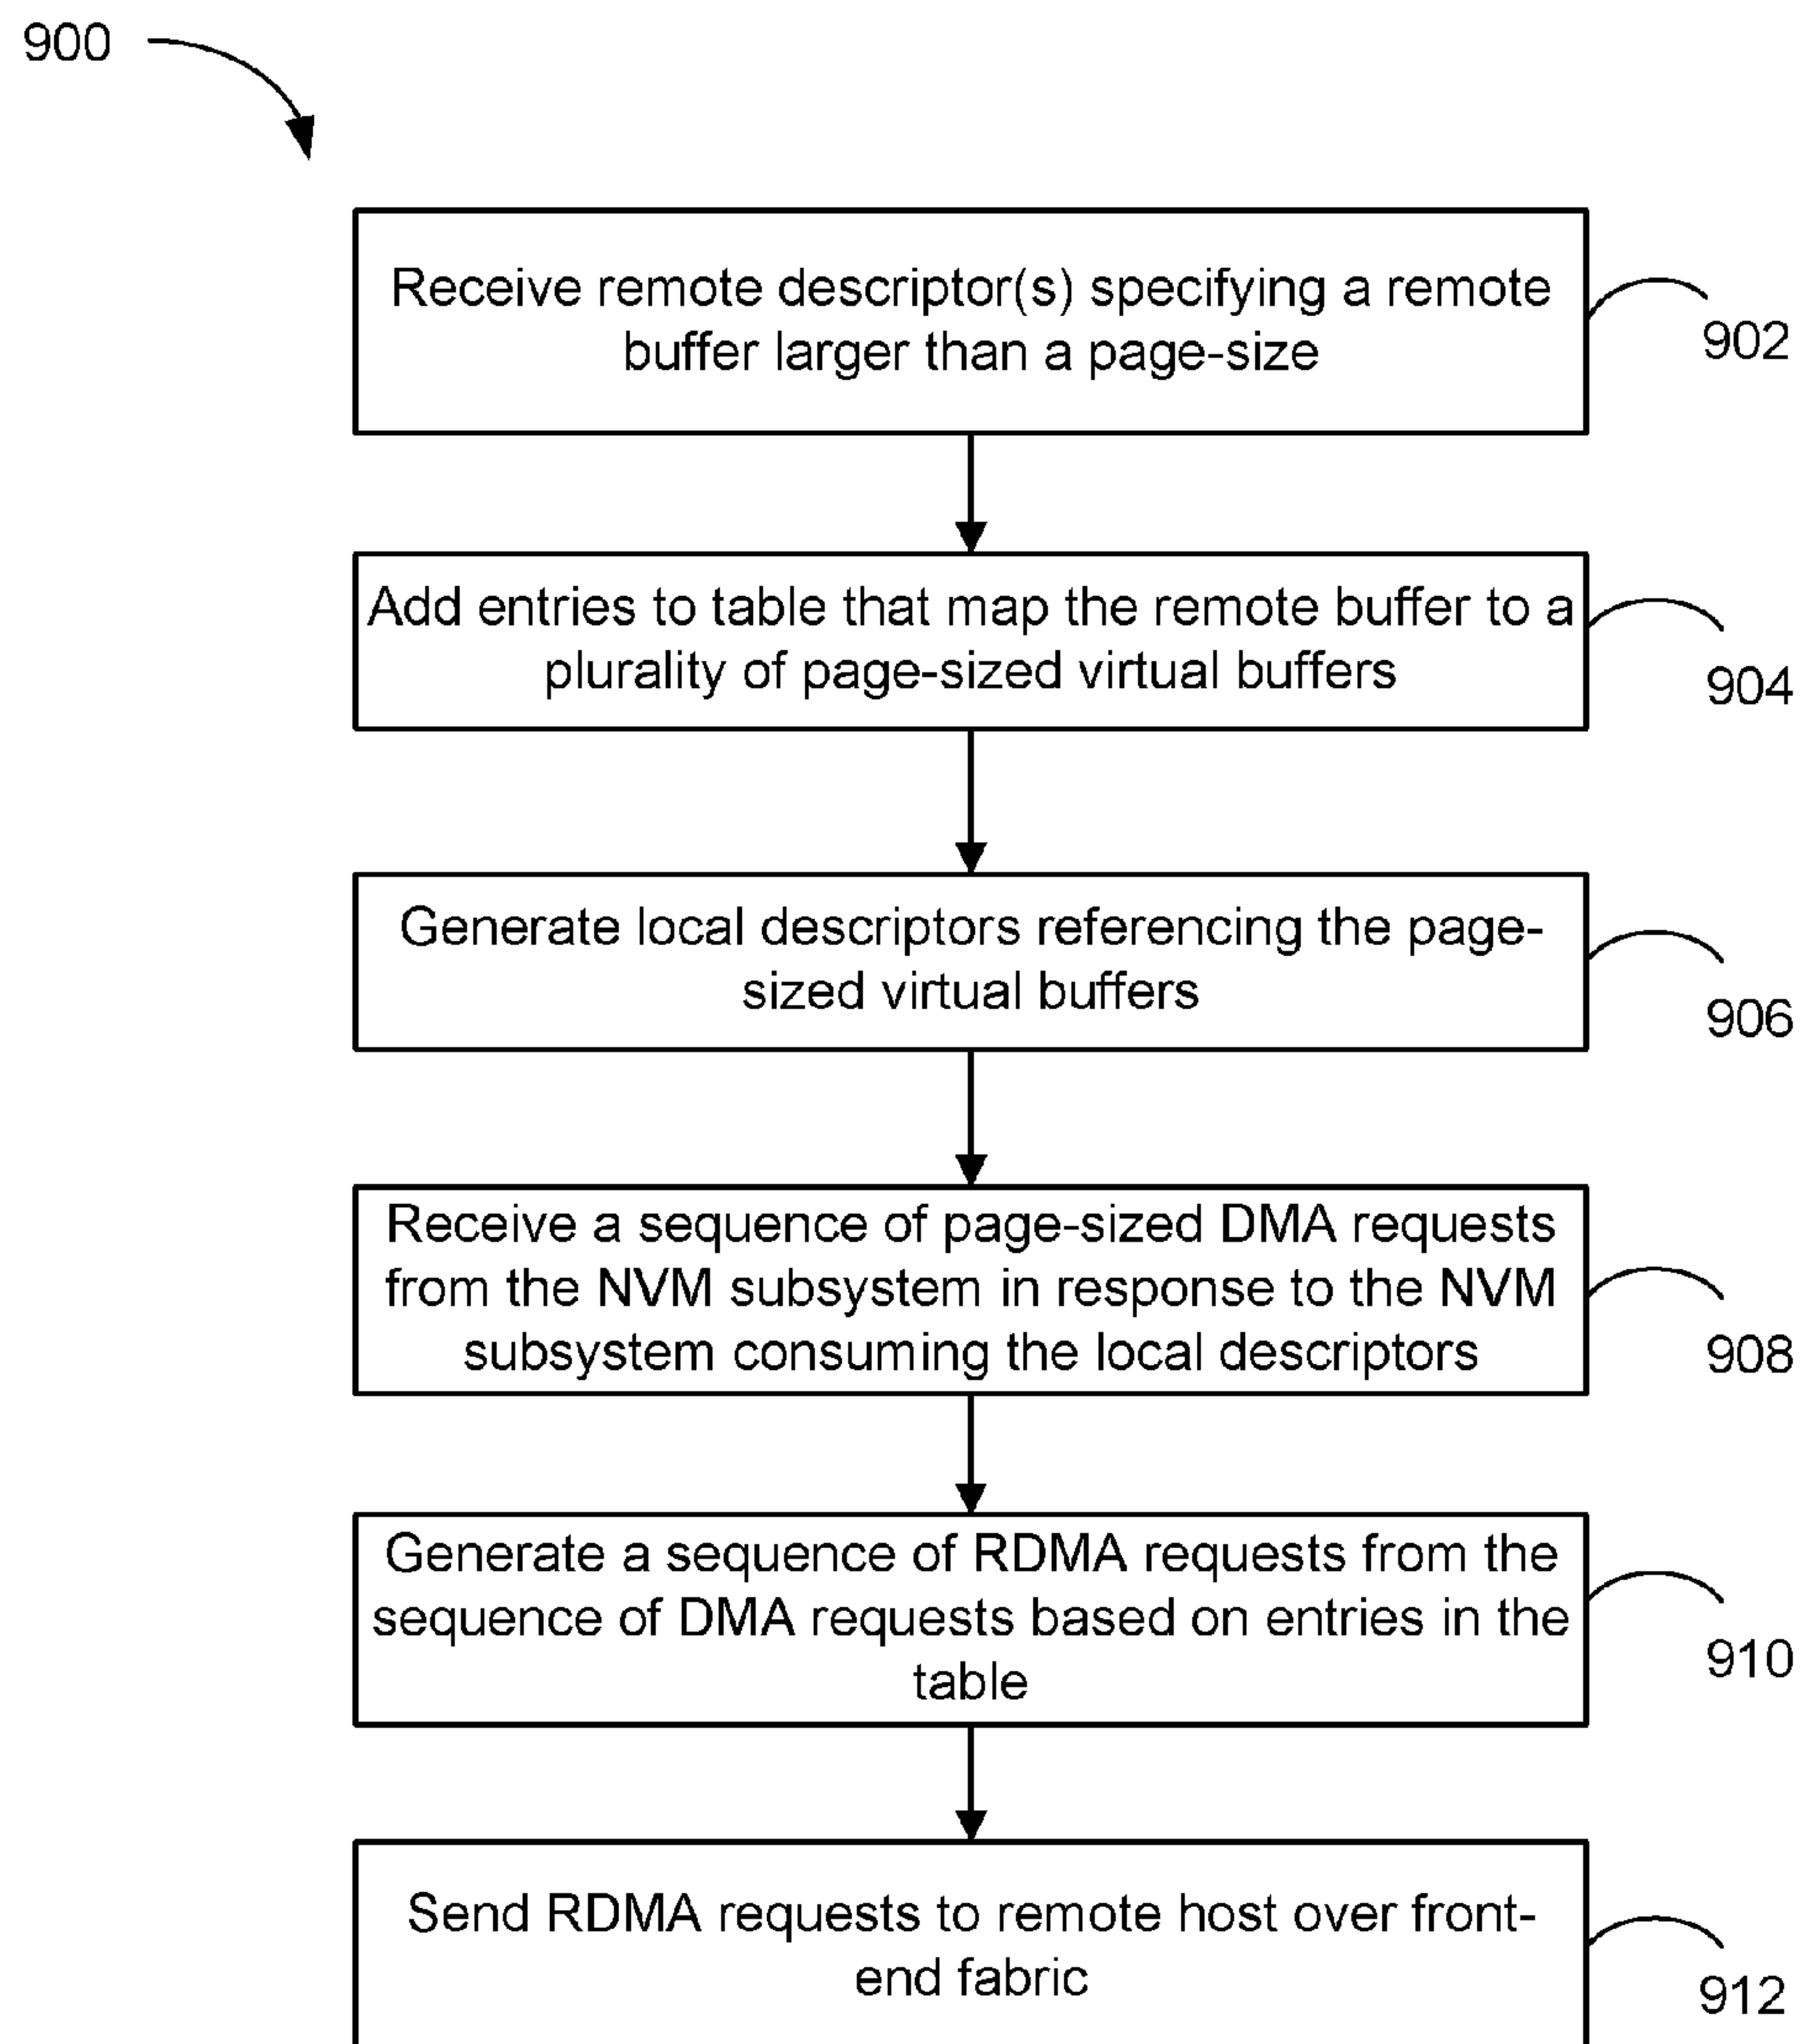 900
Receive remote descriptor(s) specifying a remote
buffer larger than a page-size
902
Add entries to table that map the remote buffer to a
plurality of page-sized virtual buffers
904
Generate local descriptors referencing the page-
sized virtual buffers
906
Receive a sequence of page-sized DMA requests
from the NVM subsystem in response to the NVM
subsystem consuming the local descriptors
908
Generate a sequence of RDMA requests from the
sequence of DMA requests based on entries in the
table
910
Send RDMA requests to remote host over front-
end fabric
912